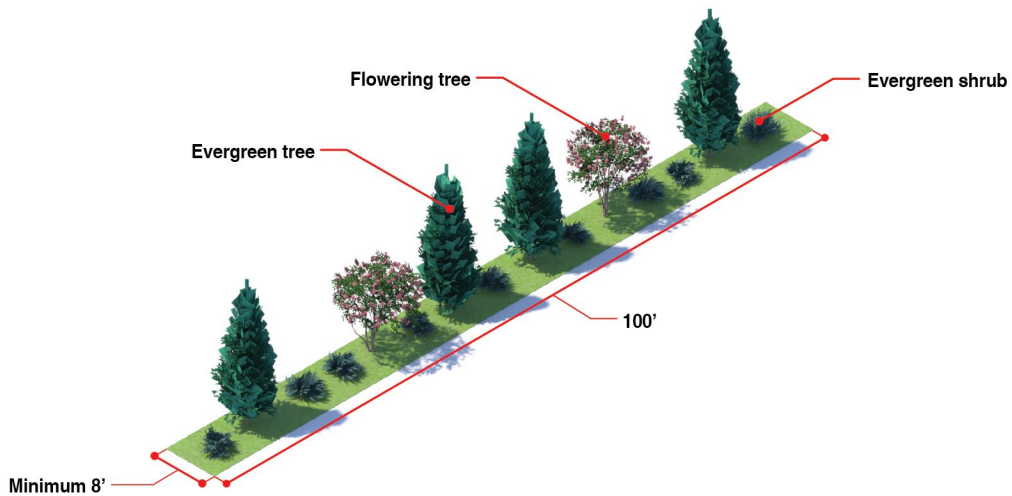 Flowering tree
Evergreen shrub
Evergreen tree
100’
Minimum 8’